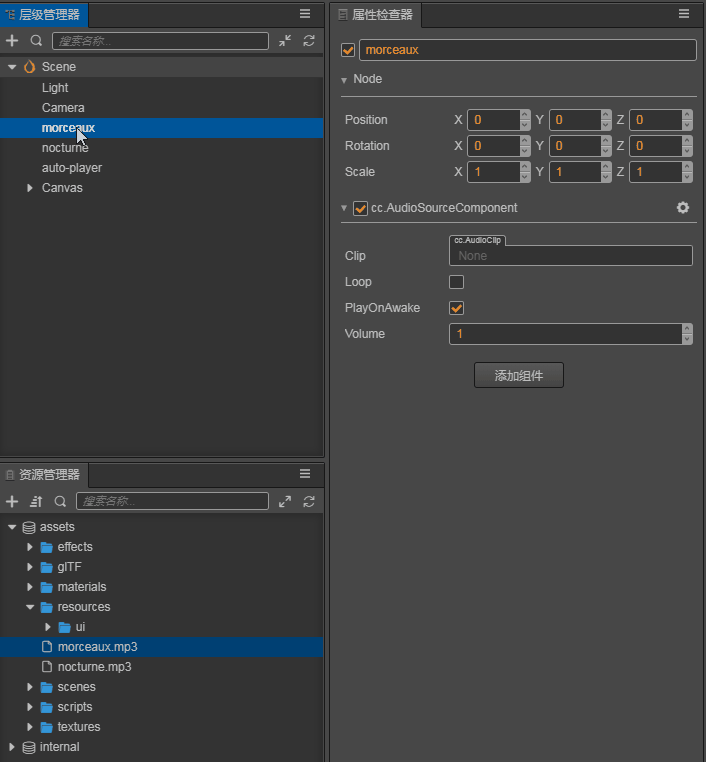 层级管理器
搜索名称...
Scene
Light
Camera
morceaux
nocturne
auto-player
Canvas
资源管理器
搜索名称...
assets
effects
glTF
materials
resources
ui
morceaux.mp3
nocturne.mp3
scenes
scripts
textures
internal
属性检查器
morceaux
Node
Position X 0 Y 0 Z 0
Rotation X 0 Y 0 Z 0
Scale X 1 Y 1 Z 1
cc.AudioSourceComponent
cc.AudioClip
Clip None
Loop
PlayOnAwake
Volume 1
添加组件